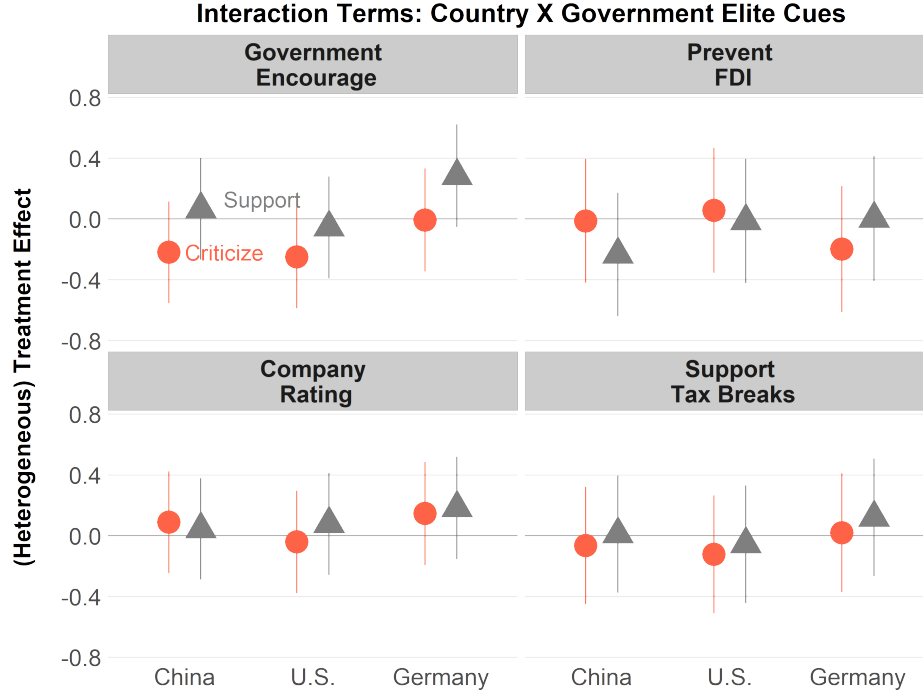 Interaction Terms: Country X Government Elite Cues
Government
Encourage
Prevent
FDI
(Heterogeneous) Treatment Effect
0.8
0.4
0.0
-0.4
-0.8
Support
Criticize
Company
Rating
Support
Tax Breaks
0.8
0.4
0.0
-0.4
-0.8
China
U.S.
Germany
China
U.S.
Germany